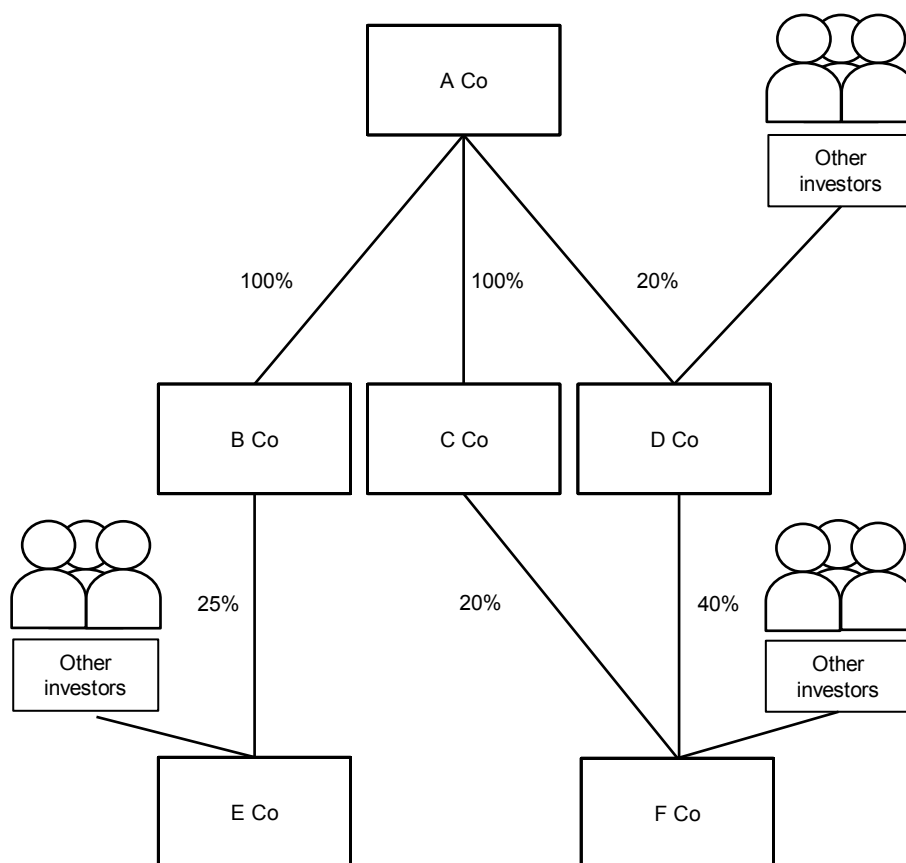 A Co
Other
investors
100%
100%
20%
B Co
C Co
D Co
25%
20%
40%
Other
investors
Other
investors
E Co
F Co